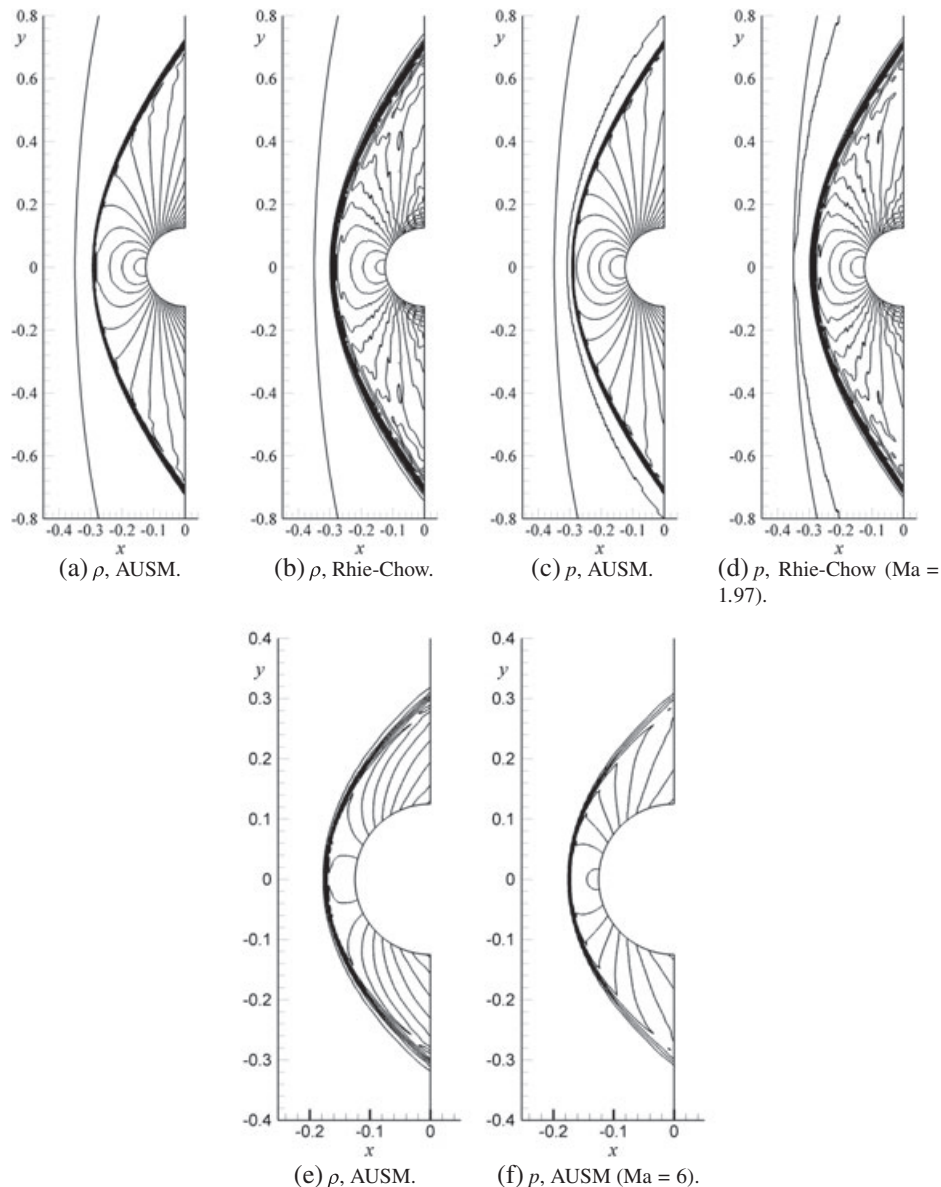 0.8
y
0.6
0.4
0.2
0
-0.2
-0.4
-0.6
-0.8
-0.4 -0.3 -0.2 -0.1 0
x
(a) ρ, AUSM.
0.8
y
0.6
0.4
0.2
0
-0.2
-0.4
-0.6
-0.8
-0.4 -0.3 -0.2 -0.1 0
x
(b) ρ, Rhie-Chow.
0.8
y
0.6
0.4
0.2
0
-0.2
-0.4
-0.6
-0.8
-0.4 -0.3 -0.2 -0.1 0
x
(c) p, AUSM.
0.8
y
0.6
0.4
0.2
0
-0.2
-0.4
-0.6
-0.8
-0.4 -0.3 -0.2 -0.1 0
x
(d) p, Rhie-Chow (Ma =
1.97).
0.4
y
0.3
0.2
0.1
0
-0.1
-0.2
-0.3
-0.4
-0.2 -0.1 0
x
(e) ρ, AUSM.
0.4
y
0.3
0.2
0.1
0
-0.1
-0.2
-0.3
-0.4
-0.2 -0.1 0
x
(f) p, AUSM (Ma = 6).